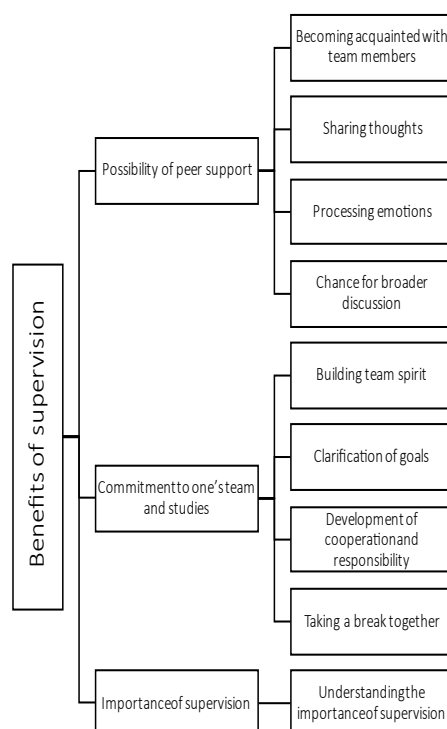 Benefits of supervision
Possibility of peer support
Becoming acquainted with
team members
Sharing thoughts
Processing emotions
Chance for broader
discussion
Commitment to one's team
and studies
Building team spirit
Clarification of goals
Development of
cooperation and
responsibility
Taking a break together
Importance of supervision
Understanding the
importance of supervision